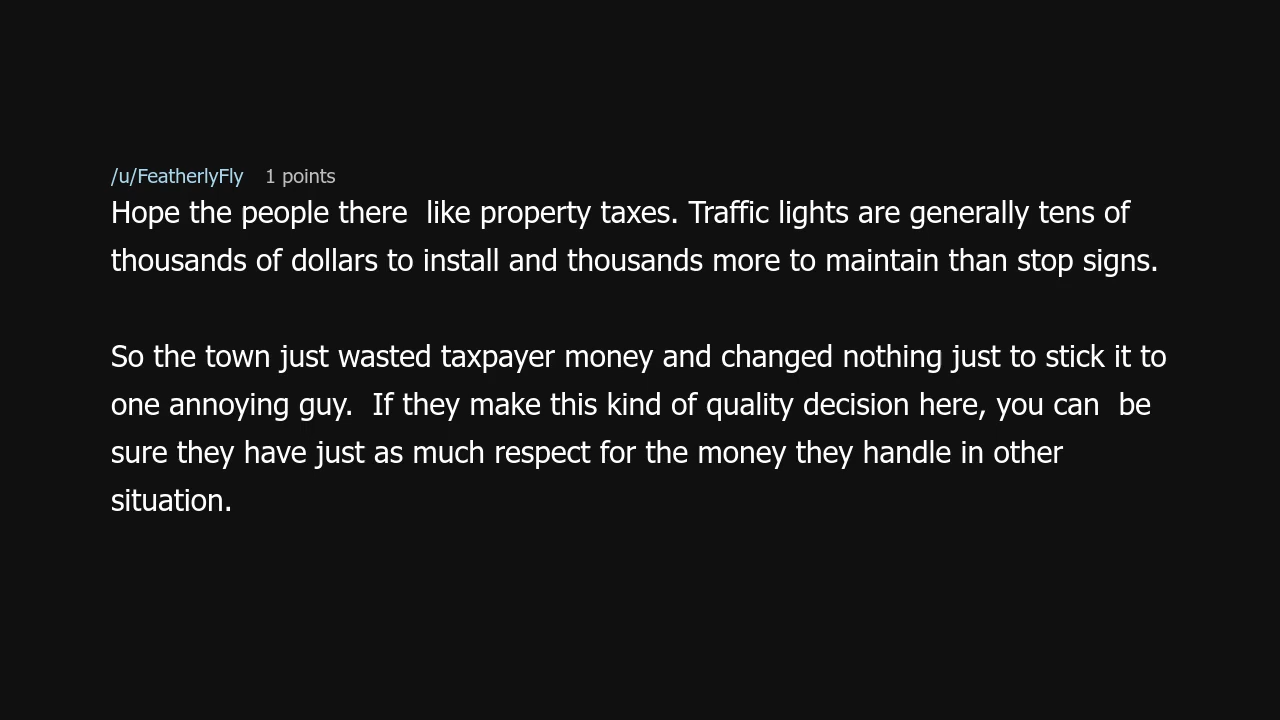 /u/FeatherlyFly 1 points
Hope the people there  like property taxes. Traffic lights are generally tens of
thousands of dollars to install and thousands more to maintain than stop signs.
So the town just wasted taxpayer money and changed nothing just to stick it to
one annoying guy.  If they make this kind of quality decision here, you can  be
sure they have just as much respect for the money they handle in other
situation.